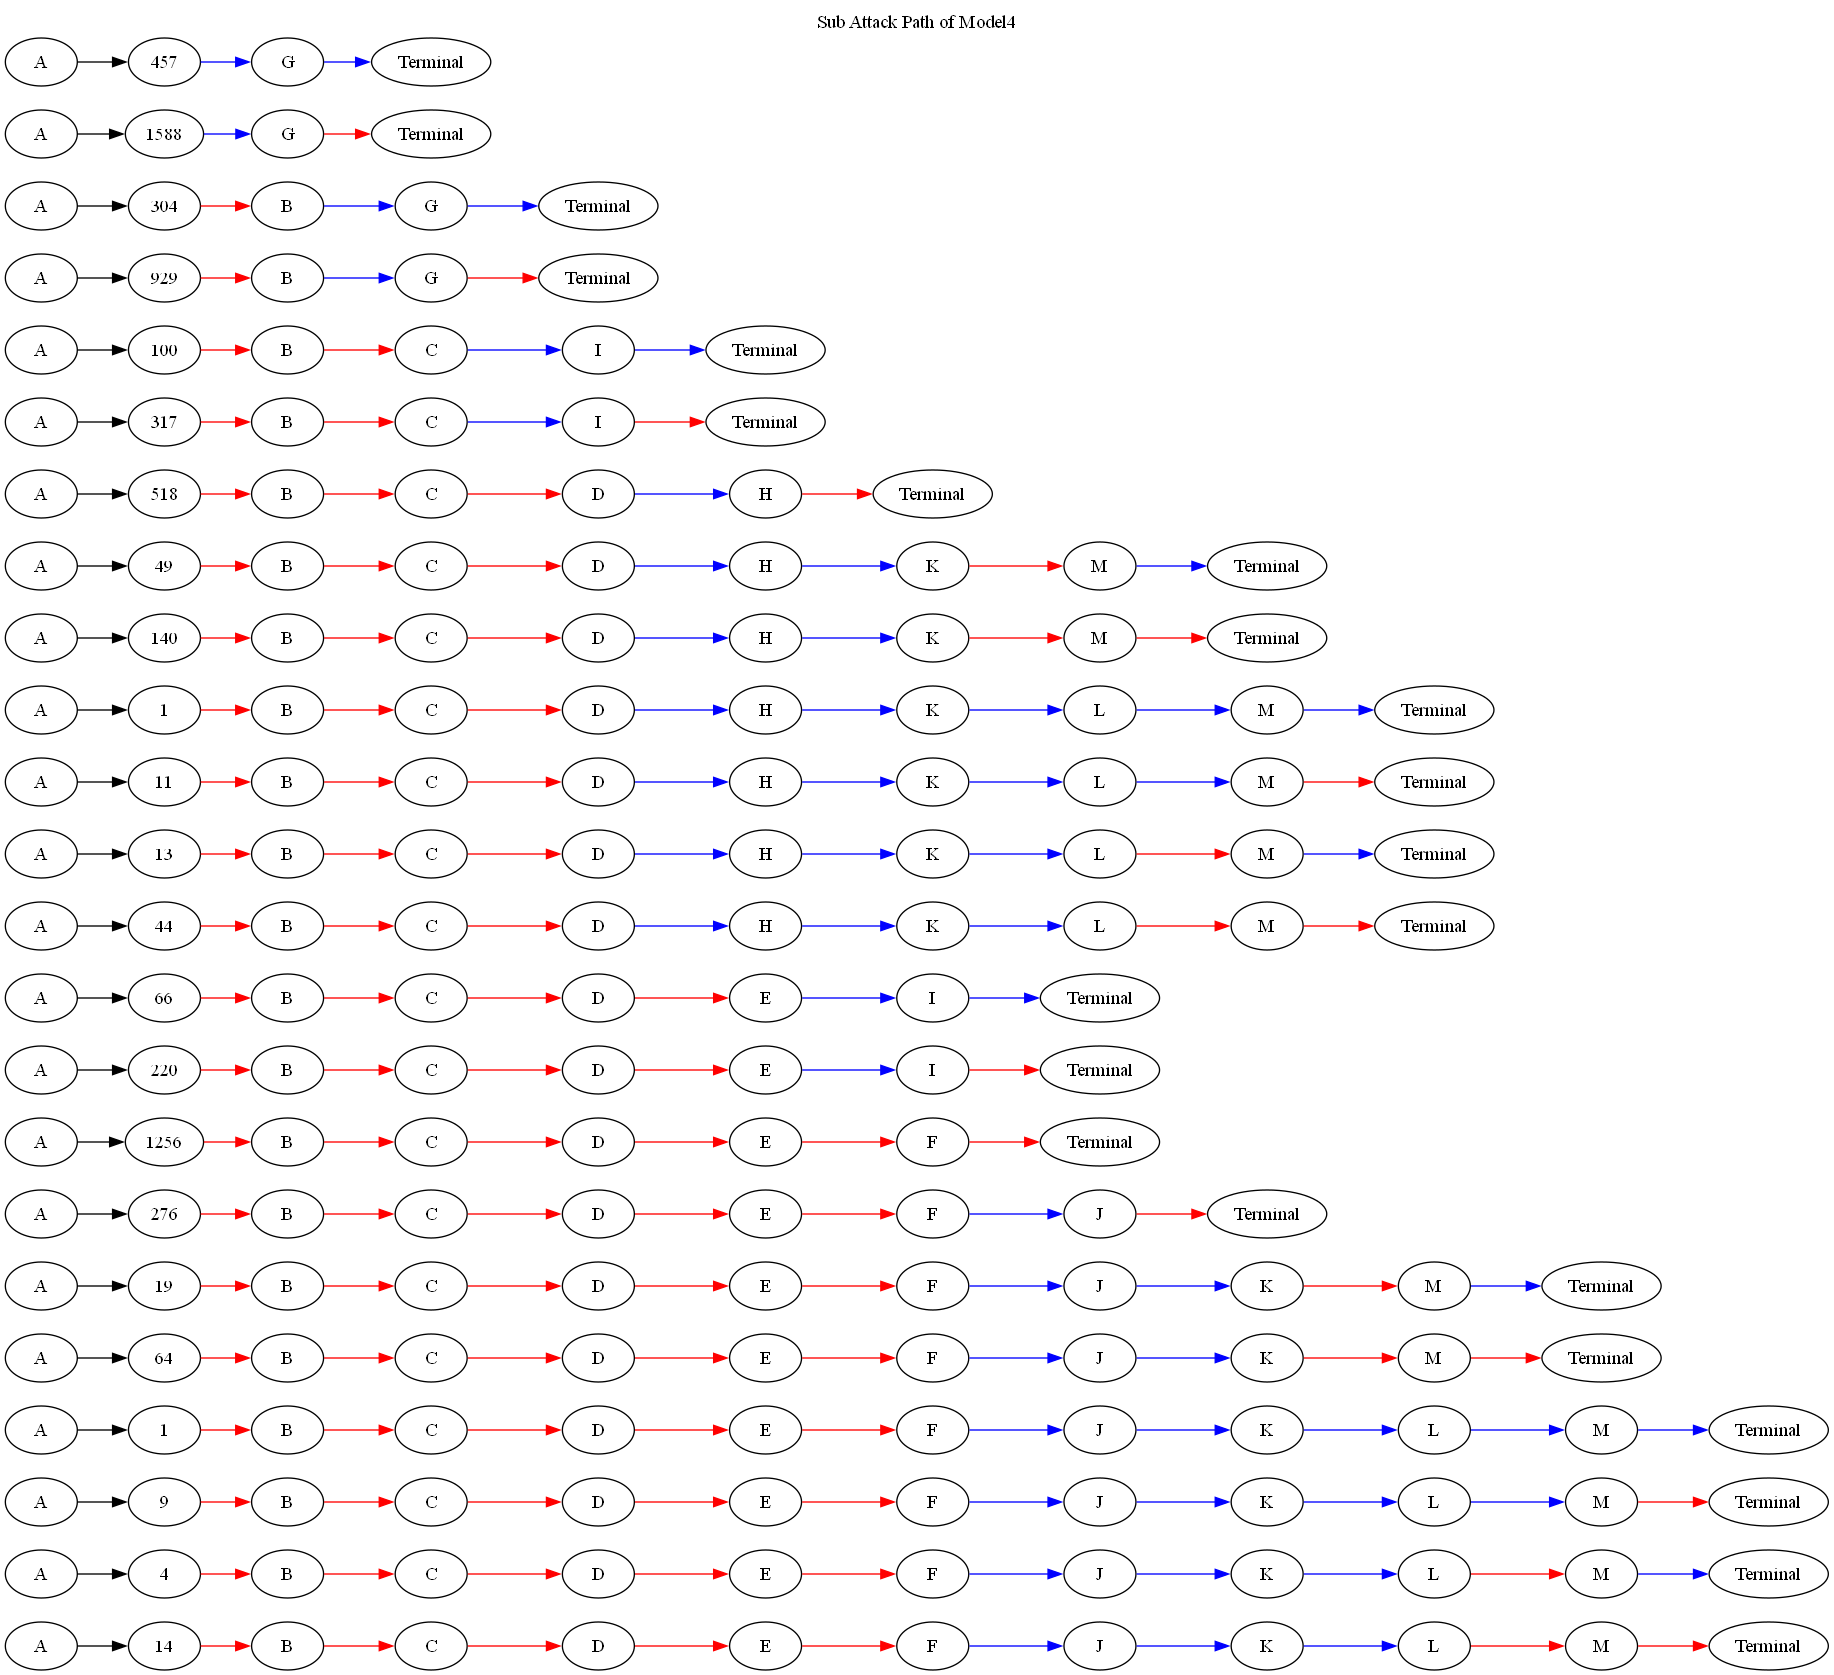 Sub Attack Path of Model4
A 457 G Terminal
A 1588 G Terminal
A 304 B G Terminal
A 929 B G Terminal
A 100 B C I Terminal
A 317 B C I Terminal
A 518 B C D H Terminal
A 49 B C D H K M Terminal
A 140 B C D H K M Terminal
A 1 B C D H K L M Terminal
A 11 B C D H K L M Terminal
A 13 B C D H K L M Terminal
A 44 B C D H K L M Terminal
A 66 B C D E I Terminal
A 220 B C D E I Terminal
A 1256 B C D E F Terminal
A 276 B C D E F J Terminal
A 19 B C D E F J K M Terminal
A 64 B C D E F J K M Terminal
A 1 B C D E F J K L M Terminal
A 9 B C D E F J K L M Terminal
A 4 B C D E F J K L M Terminal
A 14 B C D E F J K L M Terminal